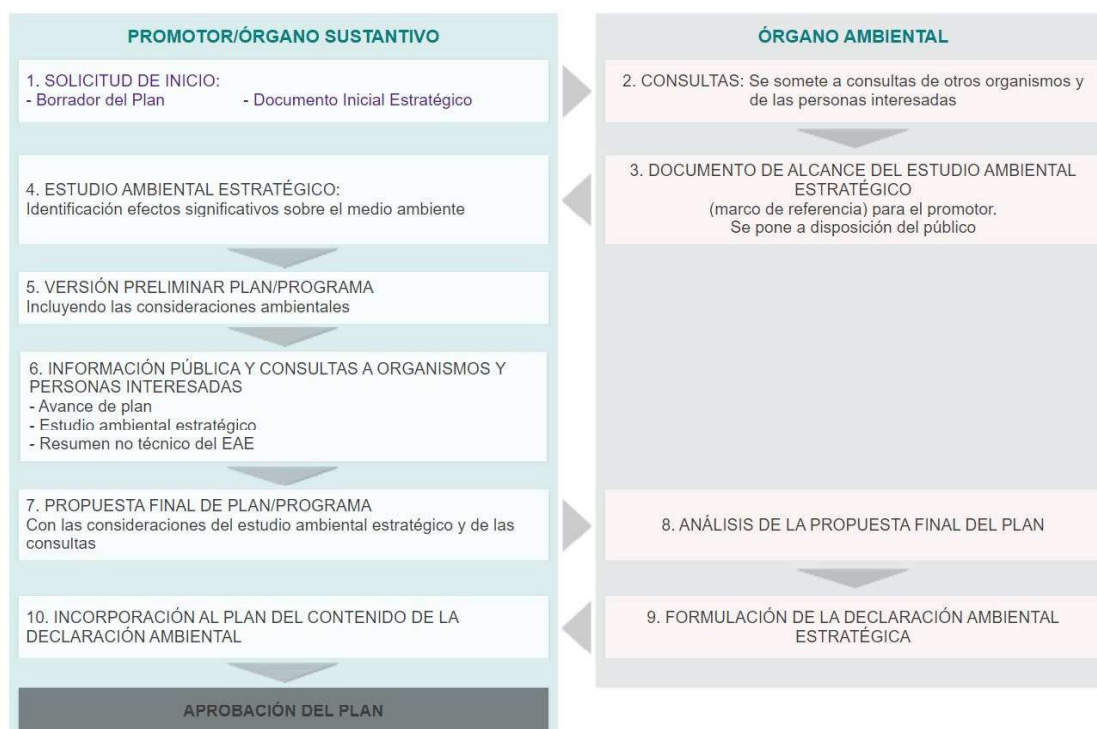 PROMOTOR/ÓRGANO SUSTANTIVO
ÓRGANO AMBIENTAL
1. SOLICITUD DE INICIO:
- Borrador del Plan - Documento Inicial Estratégico
2. CONSULTAS: Se somete a consultas de otros organismos y
de las personas interesadas
3. DOCUMENTO DE ALCANCE DEL ESTUDIO AMBIENTAL
ESTRATÉGICO
(marco de referencia) para el promotor.
Se pone a disposición del público
4. ESTUDIO AMBIENTAL ESTRATÉGICO:
Identificación efectos significativos sobre el medio ambiente
5. VERSIÓN PRELIMINAR PLAN/PROGRAMA
Incluyendo las consideraciones ambientales
6. INFORMACIÓN PÚBLICA Y CONSULTAS A ORGANISMOS Y
PERSONAS INTERESADAS
- Avance de plan
- Estudio ambiental estratégico
- Resumen no técnico del EAE
7. PROPUESTA FINAL DE PLAN/PROGRAMA
Con las consideraciones del estudio ambiental estratégico y de las
consultas
8. ANÁLISIS DE LA PROPUESTA FINAL DEL PLAN
9. FORMULACIÓN DE LA DECLARACIÓN AMBIENTAL
ESTRATÉGICA
10. INCORPORACIÓN AL PLAN DEL CONTENIDO DE LA
DECLARACIÓN AMBIENTAL
APROBACIÓN DEL PLAN